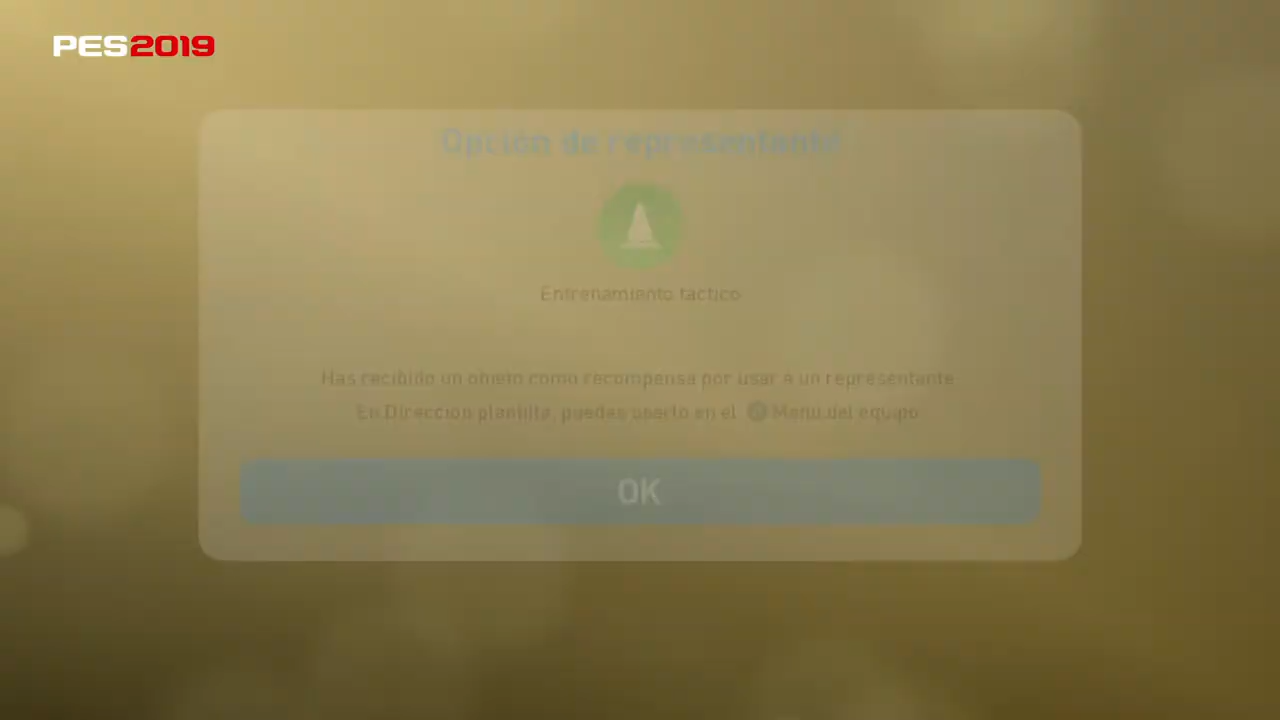 PES2019
Opción de representante
Entrenamiento táctico
Has recibido un objeto como recompensa por usar a un representante
En Dirección plantilla, puedes usarlo en el Menú del equipo
OK